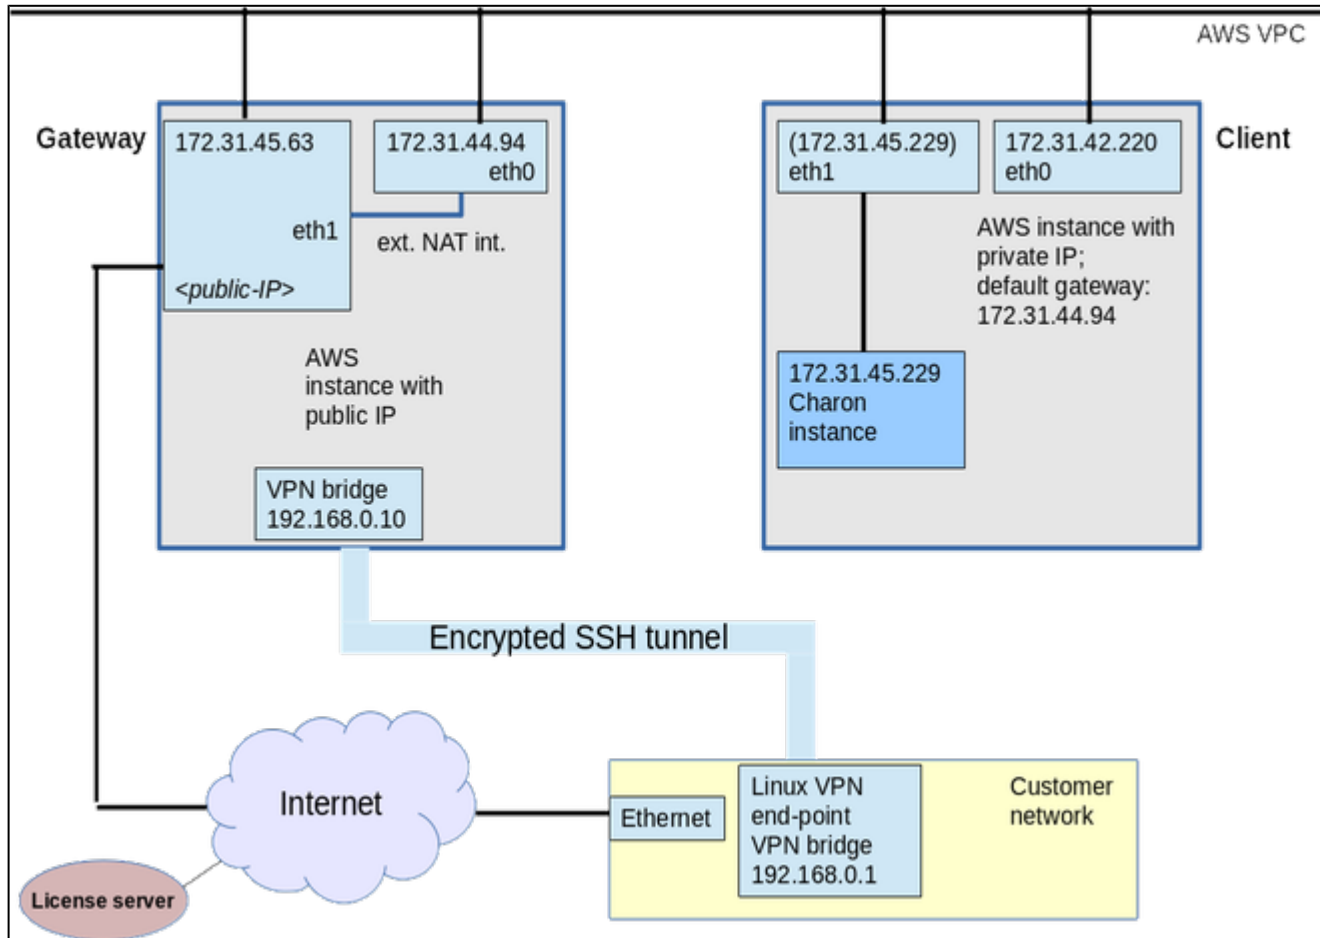 AWS VPC
Gateway
172.31.45.63
eth1
<public-IP>
172.31.44.94
eth0
ext. NAT int.
AWS
instance with
public IP
VPN bridge
192.168.0.10
(172.31.45.229)
eth1
172.31.42.220
eth0
Client
AWS instance with
private IP;
default gateway:
172.31.44.94
172.31.45.229
Charon
instance
Encrypted SSH tunnel
Internet
License server
Ethernet
Linux VPN
end-point
VPN bridge
192.168.0.1
Customer
network